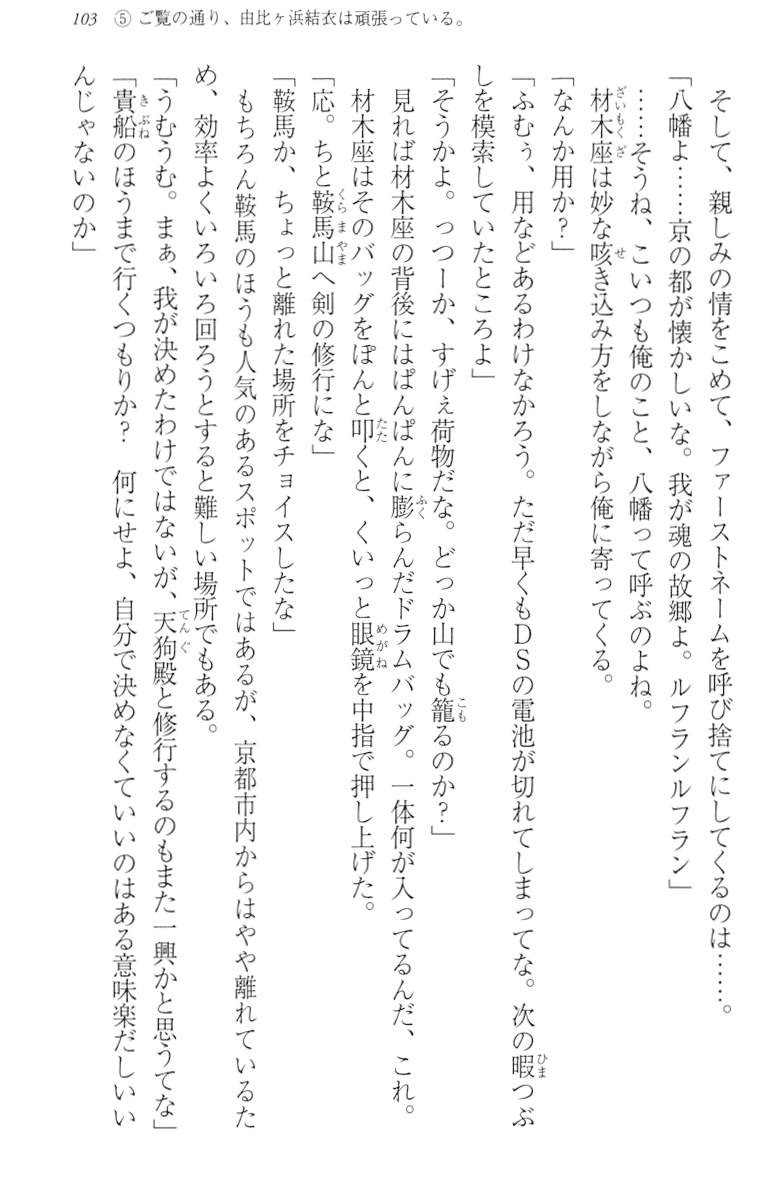 103 ⑤ ご覧の通り、由比ヶ浜結衣は頑張っている。
そして、親しみの情をこめて、ファーストネームを呼び捨てにしてくるのは……。
「八幡よ……京の都が懐かしいな。我が魂の故郷よ。ルフランルフラン」
……そうね、こいつも俺のこと、八幡って呼ぶのよね。
材木座は妙な咳き込み方をしながら俺に寄ってくる。
「なんか用か?」
「ふむぅ、用などあるわけなかろう。ただ早くもDSの電池が切れてしまってな。次の暇つぶ
しを模索していたところよ」
「そうかよ。っつーか、すげぇ荷物だな。どっか山でも籠るのか?」
見れば材木座の背後にはぱんぱんに膨らんだドラムバッグ。一体何が入ってるんだ、これ。
材木座はそのバッグをぽんと叩くと、くいっと眼鏡を中指で押し上げた。
「応。ちと鞍馬山へ剣の修行にな」
「鞍馬か、ちょっと離れた場所をチョイスしたな」
もちろん鞍馬のほうも人気のあるスポットではあるが、京都市内からはやや離れているた
め、効率よくいろいろ回ろうとすると難しい場所でもある。
「うむうむ。まぁ、我が決めたわけではないが、天狗殿と修行するのもまた一興かと思うてな」
「貴船のほうまで行くつもりか? 何にせよ、自分で決めなくていいのはある意味楽だしいい
んじゃないのか」